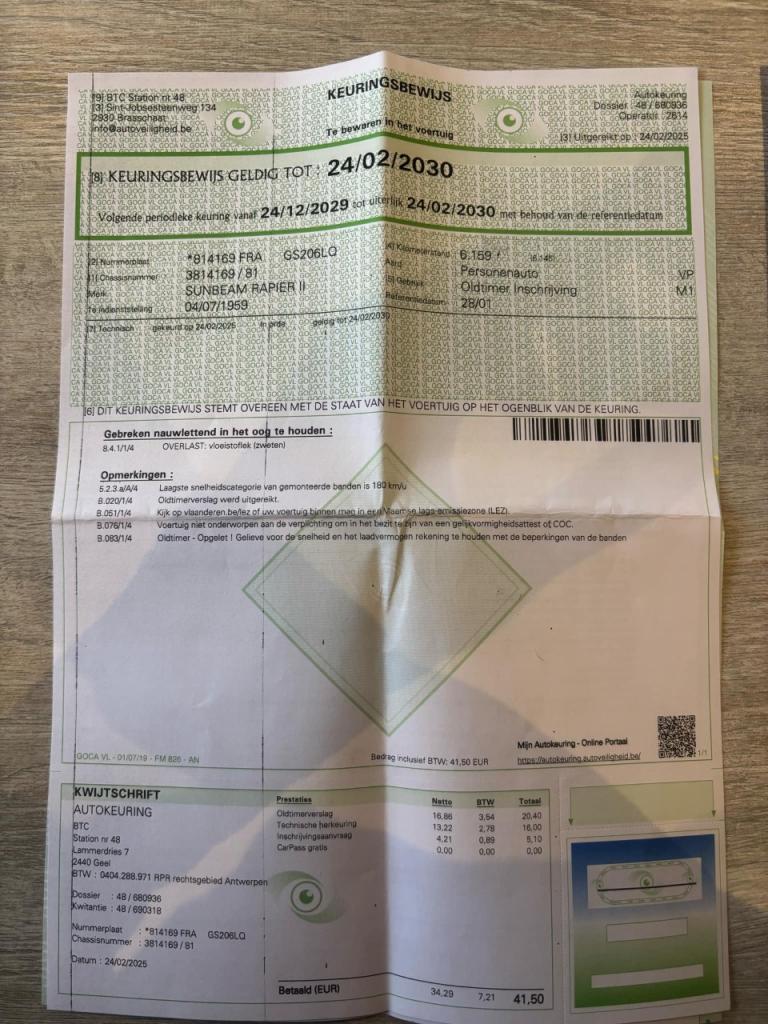 [9] BTC Station nr 48
[3] Sint-Jobsesteenweg 134
2930 Brasschaat
info@autoveiligheid.be
KEURINGSBEWIJS
Te bewaren in het voertuig
Autokeuring
Dossier : 48 / 680936
Operator : 2614
[3] Uitgereikt op : 24/02/2025
[8] KEURINGSBEWIJS GELDIG TOT : 24/02/2030
Volgende periodieke keuring vanaf 24/12/2029 tot uiterlijk 24/02/2030 met behoud van de referentiedatum
[2] Nummerplaat *814169 FRA GS206LQ
[1] Chassisnummer 3814169 / 81
Merk SUNBEAM RAPIER II
Te indienststelling 04/07/1959
[4] Kilometerstand 6.159 (6.145)
Aard Personenauto VP
[5] Gebruik Oldtimer Inschrijving M1
Referentiedatum 28/01
[7] Technisch gekeurd op 24/02/2025 In orde geldig tot 24/02/2030
[6] DIT KEURINGSBEWIJS STEMT OVEREEN MET DE STAAT VAN HET VOERTUIG OP HET OGENBLIK VAN DE KEURING.
Gebreken nauwlettend in het oog te houden :
8.4.1/1/4 OVERLAST: vloeistoflek (zweten)
Opmerkingen :
5.2.3.a/A/4 Laagste snelheidscategorie van gemonteerde banden is 180 km/u
B.020/1/4 Oldtimerverslag werd uitgereikt.
B.051/1/4 Kijk op vlaanderen.be/lez of uw voertuig binnen mag in een Vlaamse lage-emissiezone (LEZ).
B.076/1/4 Voertuig niet onderworpen aan de verplichting om in het bezit te zijn van een gelijkvormigheidsattest of COC.
B.083/1/4 Oldtimer - Opgelet ! Gelieve voor de snelheid en het laadvermogen rekening te houden met de beperkingen van de banden
Mijn Autokeuring - Online Portaal
https://autokeuring.autoveiligheid.be/
1/1
GOCA VL - 01/07/19 - FM 826 - AN
Bedrag inclusief BTW: 41,50 EUR
KWIJTSCHRIFT
AUTOKEURING
BTC
Station nr 48
Lammerdries 7
2440 Geel
BTW : 0404.288.971 RPR rechtsgebied Antwerpen
Dossier : 48 / 680936
Kwitantie : 48 / 690318
Nummerplaat : *814169 FRA GS206LQ
Chassisnummer : 3814169 / 81
Datum : 24/02/2025
Prestaties Netto BTW Totaal
Oldtimerverslag 16,86 3,54 20,40
Technische herkeuring 13,22 2,78 16,00
Inschrijvingsaanvraag 4,21 0,89 5,10
CarPass gratis 0,00 0,00 0,00
Betaald (EUR) 34,29 7,21 41,50